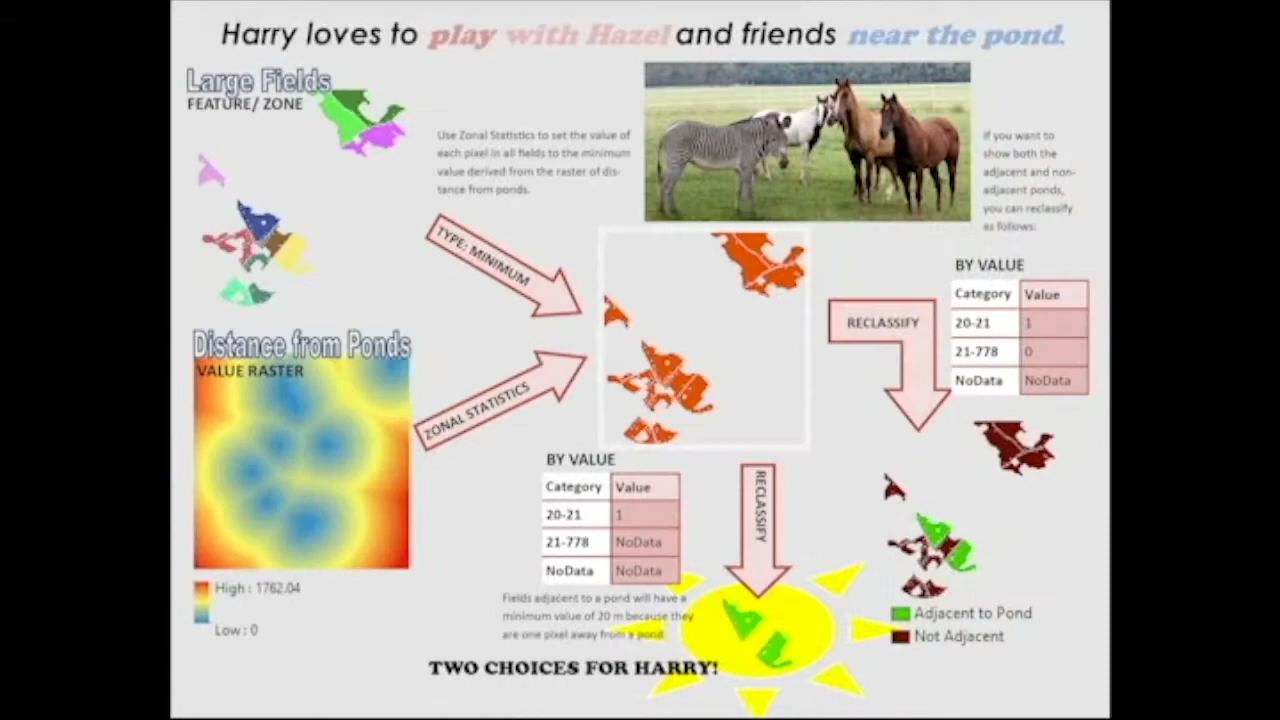 Harry loves to play with Hazel and friends near the pond.
Large Fields
FEATURE/ ZONE
Use Zonal Statistics to set the value of
each pixel in all fields to the minimum
value derived from the raster of dis-
tance from ponds.
If you want to
show both the
adjacent and non-
adjacent ponds,
you can reclassify
as follows:
TYPE: MINIMUM
Distance from Ponds
VALUE RASTER
ZONAL STATISTICS
High : 1762.04
Low : 0
RECLASSIFY
BY VALUE
Category Value
20-21 1
21-778 0
NoData NoData
BY VALUE
Category Value
20-21 1
21-778 NoData
NoData NoData
RECLASSIFY
Fields adjacent to a pond will have a
minimum value of 20 m because they
are one pixel away from a pond
Adjacent to Pond
Not Adjacent
TWO CHOICES FOR HARRY!